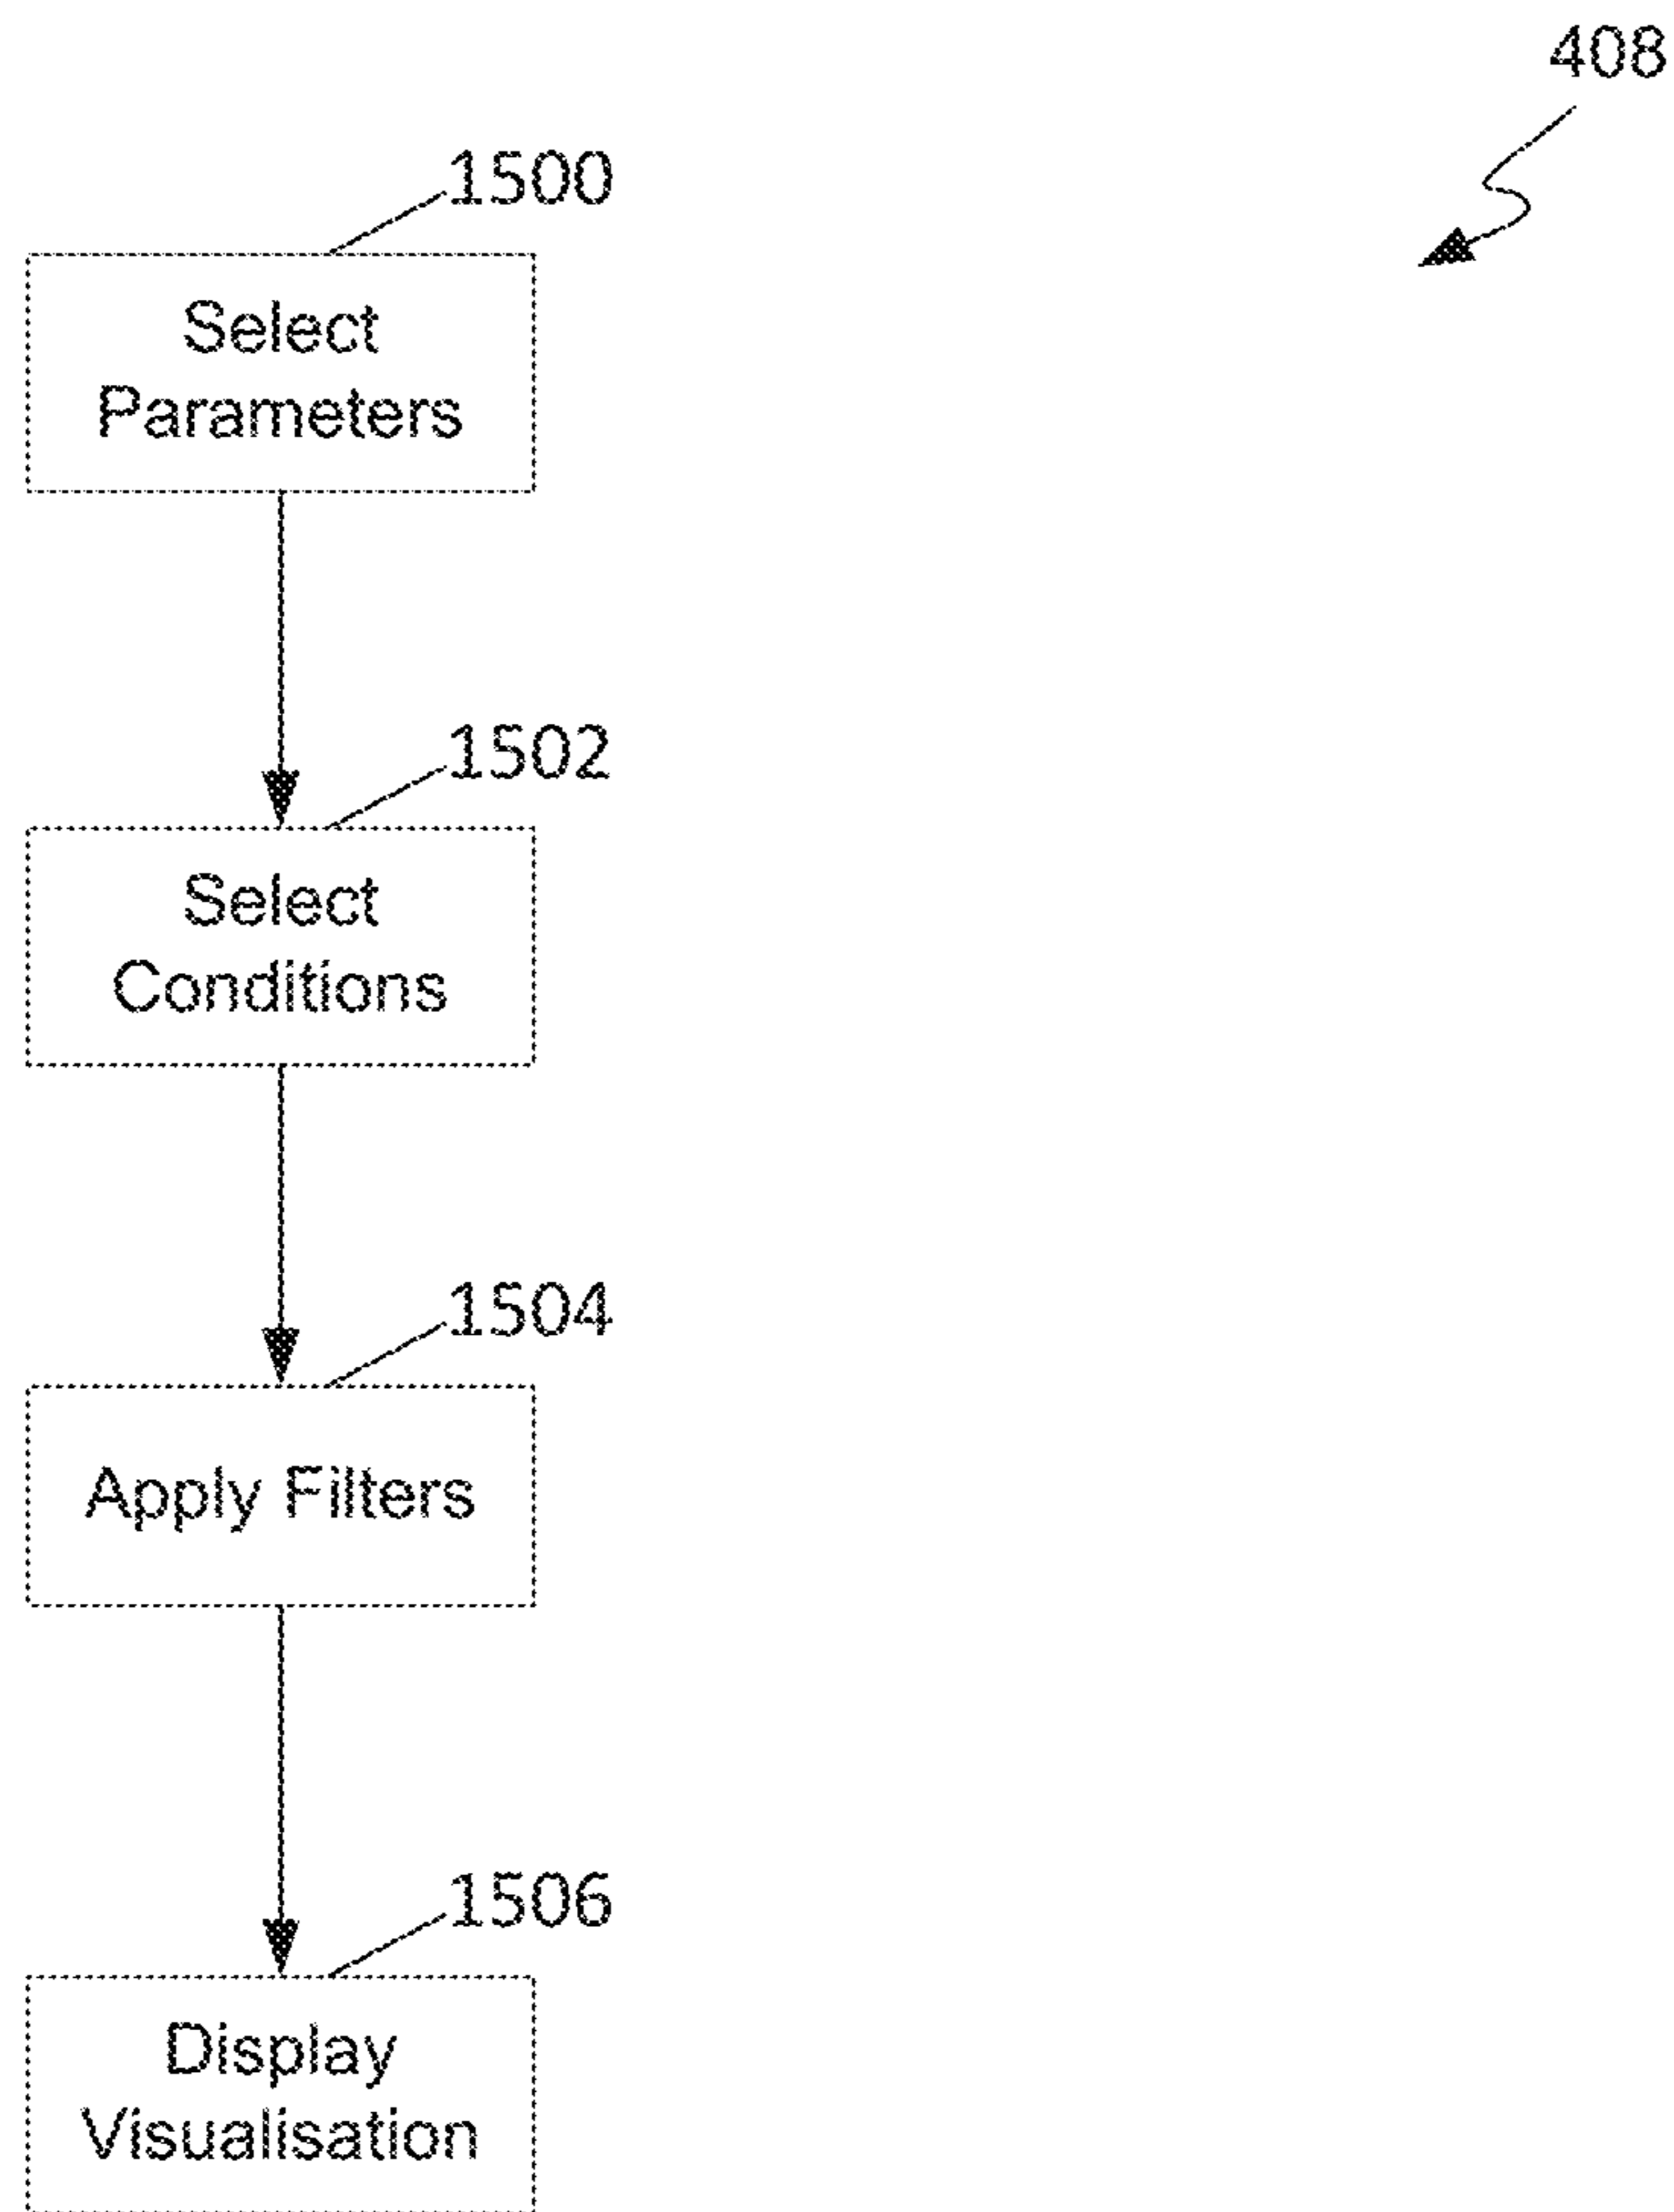 408
1500
Select
Parameters
1502
Select
Conditions
1504
Apply Filters
1506
Display
Visualisation